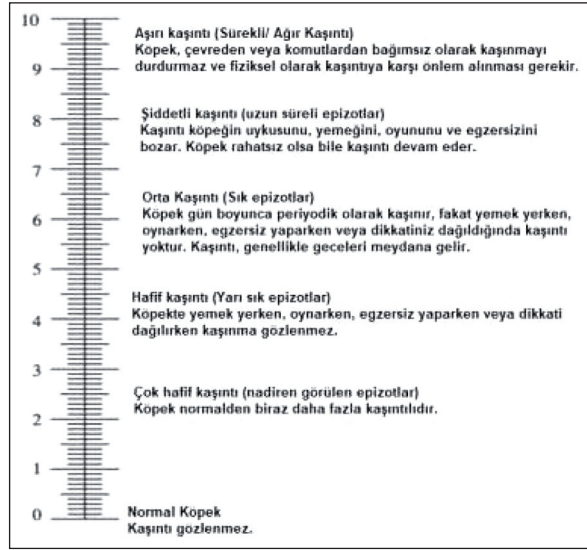 10
Aşırı kaşıntı (Sürekli/ Ağır Kaşıntı)
Köpek, çevreden veya komutlardan bağımsız olarak kaşınmayı
durdurmaz ve fiziksel olarak kaşıntıya karşı önlem alınması gerekir.
9
8
Şiddetli kaşıntı (uzun süreli epizotlar)
Kaşıntı köpeğin uykusunu, yemeğini, oyununu ve egzersizini
bozar. Köpek rahatsız olsa bile kaşıntı devam eder.
7
Orta Kaşıntı (Sık epizotlar)
6
Köpek gün boyunca periyodik olarak kaşınır, fakat yemek yerken,
oynarken, egzersiz yaparken veya dikkatiniz dağıldığında kaşıntı
yoktur. Kaşıntı, genellikle geceleri meydana gelir.
5
Hafif kaşıntı (Yarı sık epizotlar)
4
Köpekte yemek yerken, oynarken, egzersiz yaparken veya dikkati
dağılırken kaşınma gözlenmez.
3
Çok hafif kaşıntı (nadiren görülen epizotlar)
Köpek normalden biraz daha fazla kaşıntılıdır.
2
1
0
Normal Köpek
Kaşıntı gözlenmez.